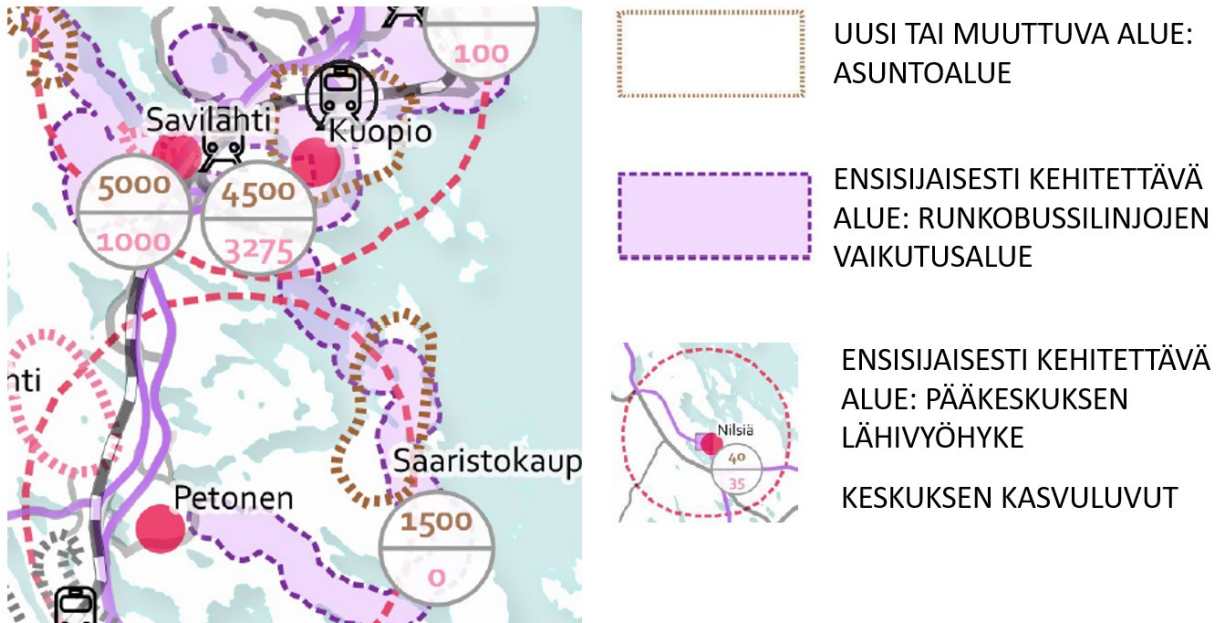 100
Savilahti
Kuopio
5000
1000
4500
3275
nti
Petonen
Saaristokaup
1500
0
UUSI TAI MUUTTUVA ALUE:
ASUNTOALUE
ENSISIJAISESTI KEHITETTÄVÄ
ALUE: RUNKOBUSSILINJOJEN
VAIKUTUSALUE
Nilsiä
40
35
ENSISIJAISESTI KEHITETTÄVÄ
ALUE: PÄÄKESKUKSEN
LÄHIVYÖHYKE
KESKUKSEN KASVULUVUT